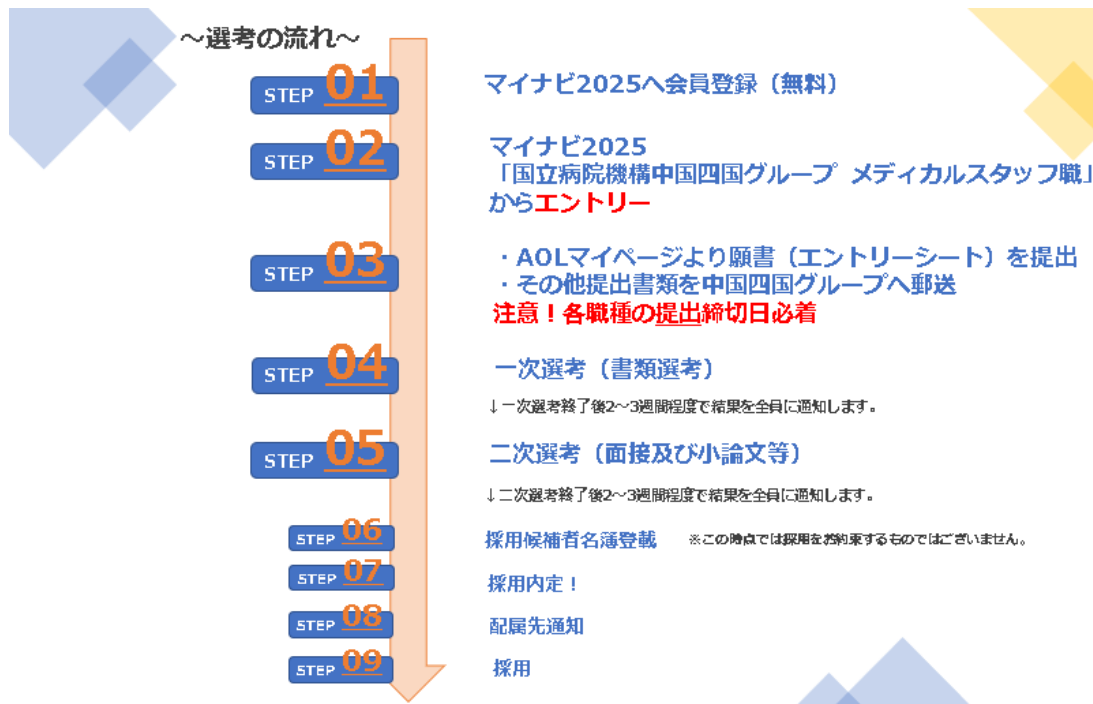 ～選考の流れ～
STEP 01
マイナビ2025へ会員登録（無料）
STEP 02
マイナビ2025
「国立病院機構中国四国グループ メディカルスタッフ職」
からエントリー
STEP 03
・AOLマイページより願書（エントリーシート）を提出
・その他提出書類を中国四国グループへ郵送
注意！各職種の提出締切日必着
STEP 04
一次選考（書類選考）
↓一次選考終了後2～3週間程度で結果を全員に通知します。
STEP 05
二次選考（面接及び小論文等）
↓二次選考終了後2～3週間程度で結果を全員に通知します。
STEP 06
採用候補者名簿登載　※この時点では採用をお約束するものではございません。
STEP 07
採用内定！
STEP 08
配属先通知
STEP 09
採用